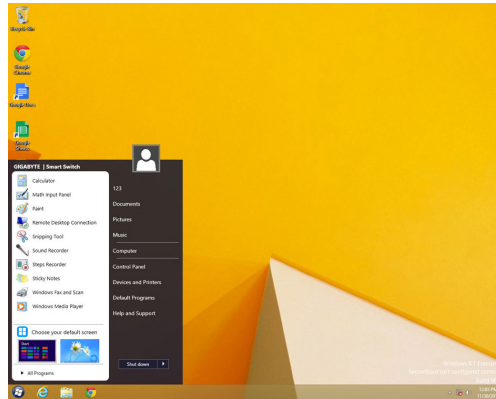 Recycle Bin
Google
Chrome
Google Docs
Google
Sheets
GIGABYTE | Smart Switch
Calculator
Math Input Panel
Paint
Remote Desktop Connection
Snipping Tool
Sound Recorder
Steps Recorder
Sticky Notes
Windows Fax and Scan
Windows Media Player
Choose your default screen
Start
All Programs
123
Documents
Pictures
Music
Computer
Control Panel
Devices and Printers
Default Programs
Help and Support
Shut down